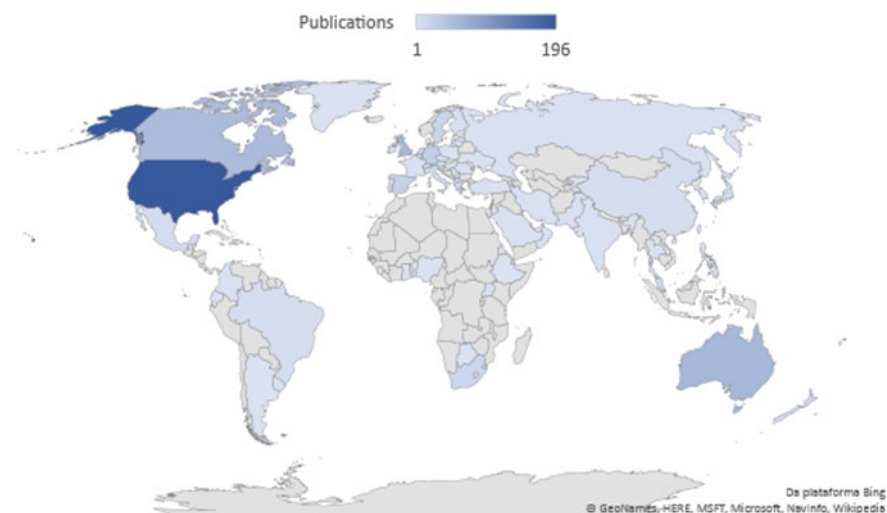 Publications
1 196
Da plataforma Bing
© GeoNames, HERE, MSFT, Microsoft, NavInfo, Wikipedia